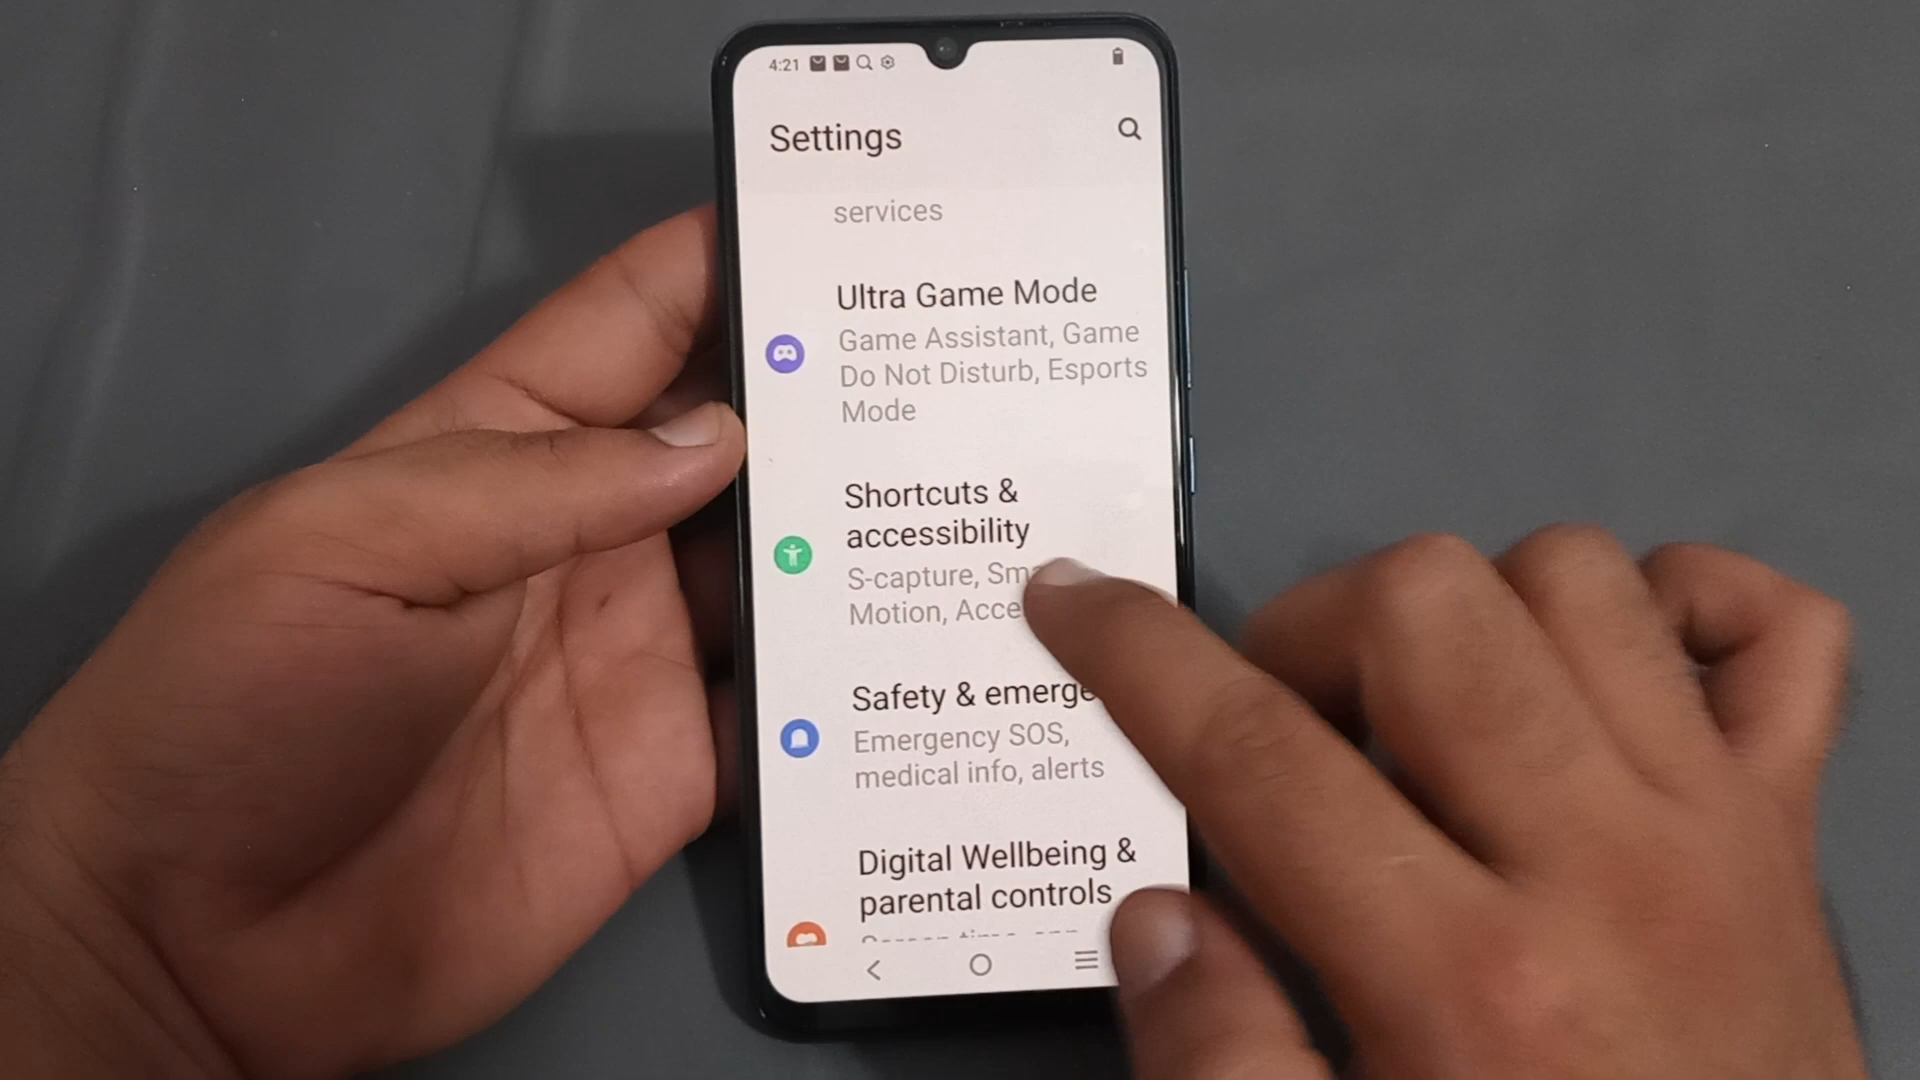 4:21
Settings
services
Ultra Game Mode
Game Assistant, Game
Do Not Disturb, Esports
Mode
Shortcuts &
accessibility
S-capture,
Motion,
Safety &
Emergency SOS,
medical info, alerts
Digital Wellbeing &
parental controls